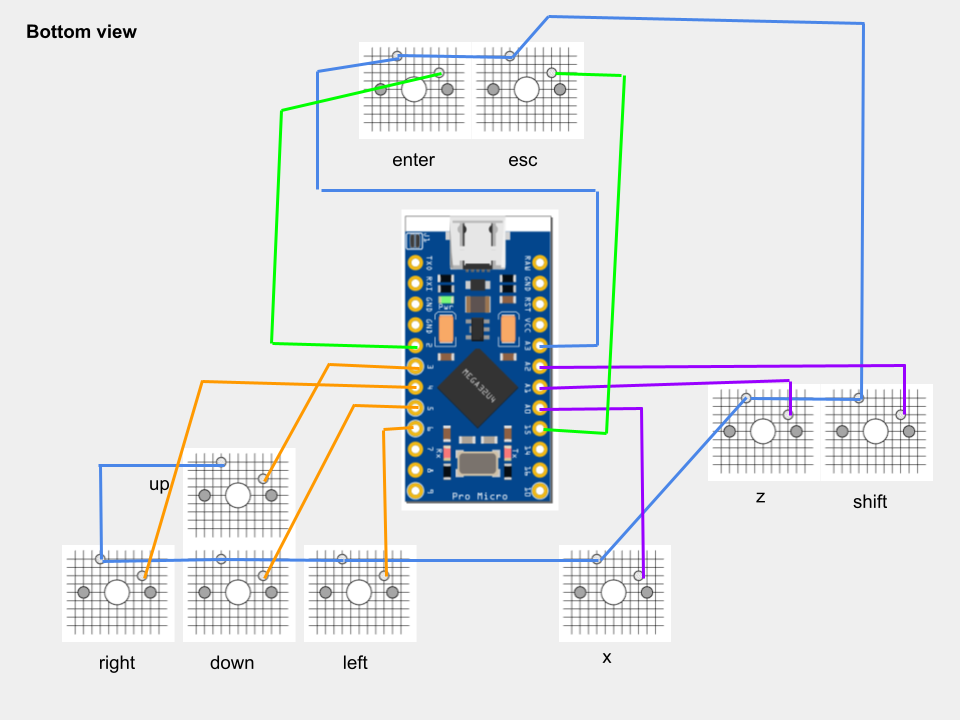 Bottom view
enter
esc
J1
TXO
RAW
RXI
GND
GND
RST
GND
VCC
2
A3
3
A2
MEGA32U4
4
A1
5
A0
6
15
7
14
8
16
9
10
Pro Micro
up
z
shift
right
down
left
x